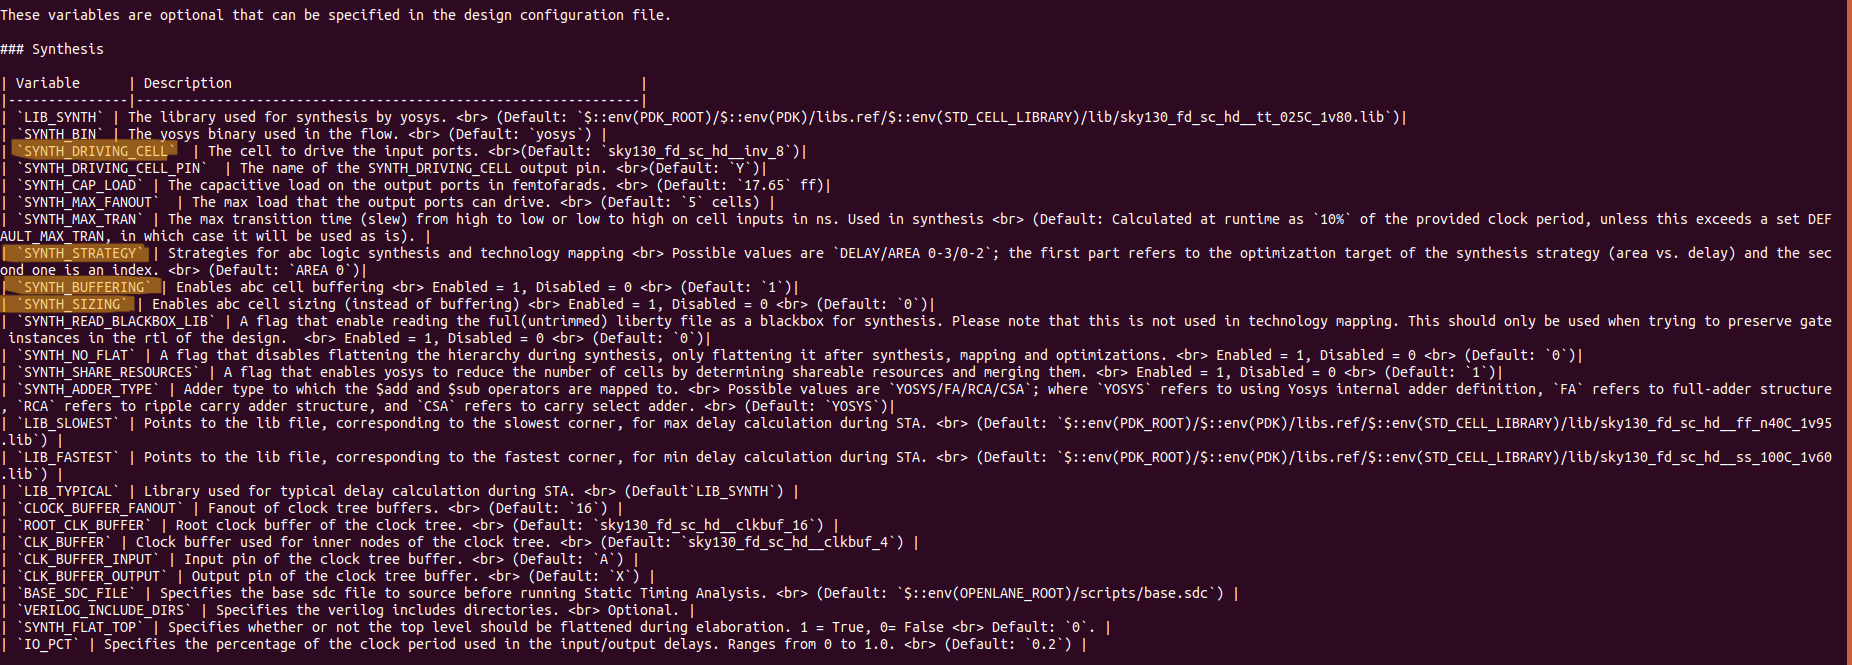 These variables are optional that can be specified in the design configuration file.
### Synthesis
| Variable      | Description                                                   |
|---------------|---------------------------------------------------------------|
| `LIB_SYNTH` | The library used for synthesis by yosys. <br> (Default: `$::env(PDK_ROOT)/$::env(PDK)/libs.ref/$::env(STD_CELL_LIBRARY)/lib/sky130_fd_sc_hd__tt_025C_1v80.lib`)|
| `SYNTH_BIN` | The yosys binary used in the flow. <br> (Default: `yosys`) |
| `SYNTH_DRIVING_CELL`  | The cell to drive the input ports. <br>(Default: `sky130_fd_sc_hd__inv_8`)|
| `SYNTH_DRIVING_CELL_PIN`  | The name of the SYNTH_DRIVING_CELL output pin. <br>(Default: `Y`)|
| `SYNTH_CAP_LOAD` | The capacitive load on the output ports in femtofarads. <br> (Default: `17.65` ff)|
| `SYNTH_MAX_FANOUT`  | The max load that the output ports can drive. <br> (Default: `5` cells) |
| `SYNTH_MAX_TRAN` | The max transition time (slew) from high to low or low to high on cell inputs in ns. Used in synthesis <br> (Default: Calculated at runtime as `10%` of the provided clock period, unless this exceeds a set DEF
AULT_MAX_TRAN, in which case it will be used as is). |
| `SYNTH_STRATEGY` | Strategies for abc logic synthesis and technology mapping <br> Possible values are `DELAY/AREA 0-3/0-2`; the first part refers to the optimization target of the synthesis strategy (area vs. delay) and the sec
ond one is an index. <br> (Default: `AREA 0`)|
| `SYNTH_BUFFERING` | Enables abc cell buffering <br> Enabled = 1, Disabled = 0 <br> (Default: `1`)|
| `SYNTH_SIZING` | Enables abc cell sizing (instead of buffering) <br> Enabled = 1, Disabled = 0 <br> (Default: `0`)|
| `SYNTH_READ_BLACKBOX_LIB` | A flag that enable reading the full(untrimmed) liberty file as a blackbox for synthesis. Please note that this is not used in technology mapping. This should only be used when trying to preserve gate
 instances in the rtl of the design.  <br> Enabled = 1, Disabled = 0 <br> (Default: `0`)|
| `SYNTH_NO_FLAT` | A flag that disables flattening the hierarchy during synthesis, only flattening it after synthesis, mapping and optimizations. <br> Enabled = 1, Disabled = 0 <br> (Default: `0`)|
| `SYNTH_SHARE_RESOURCES` | A flag that enables yosys to reduce the number of cells by determining shareable resources and merging them. <br> Enabled = 1, Disabled = 0 <br> (Default: `1`)|
| `SYNTH_ADDER_TYPE` | Adder type to which the $add and $sub operators are mapped to. <br> Possible values are `YOSYS/FA/RCA/CSA`; where `YOSYS` refers to using Yosys internal adder definition, `FA` refers to full-adder structure
, `RCA` refers to ripple carry adder structure, and `CSA` refers to carry select adder. <br> (Default: `YOSYS`)|
| `LIB_SLOWEST` | Points to the lib file, corresponding to the slowest corner, for max delay calculation during STA. <br> (Default: `$::env(PDK_ROOT)/$::env(PDK)/libs.ref/$::env(STD_CELL_LIBRARY)/lib/sky130_fd_sc_hd__ff_n40C_1v95
.lib`) |
| `LIB_FASTEST` | Points to the lib file, corresponding to the fastest corner, for min delay calculation during STA. <br> (Default: `$::env(PDK_ROOT)/$::env(PDK)/libs.ref/$::env(STD_CELL_LIBRARY)/lib/sky130_fd_sc_hd__ss_100C_1v60
.lib`) |
| `LIB_TYPICAL` | Library used for typical delay calculation during STA. <br> (Default`LIB_SYNTH`) |
| `CLOCK_BUFFER_FANOUT` | Fanout of clock tree buffers. <br> (Default: `16`) |
| `ROOT_CLK_BUFFER` | Root clock buffer of the clock tree. <br> (Default: `sky130_fd_sc_hd__clkbuf_16`) |
| `CLK_BUFFER` | Clock buffer used for inner nodes of the clock tree. <br> (Default: `sky130_fd_sc_hd__clkbuf_4`) |
| `CLK_BUFFER_INPUT` | Input pin of the clock tree buffer. <br> (Default: `A`) |
| `CLK_BUFFER_OUTPUT` | Output pin of the clock tree buffer. <br> (Default: `X`) |
| `BASE_SDC_FILE` | Specifies the base sdc file to source before running Static Timing Analysis. <br> (Default: `$::env(OPENLANE_ROOT)/scripts/base.sdc`) |
| `VERILOG_INCLUDE_DIRS` | Specifies the verilog includes directories. <br> Optional. |
| `SYNTH_FLAT_TOP` | Specifies whether or not the top level should be flattened during elaboration. 1 = True, 0= False <br> Default: `0`. |
| `IO_PCT` | Specifies the percentage of the clock period used in the input/output delays. Ranges from 0 to 1.0. <br> (Default: `0.2`) |